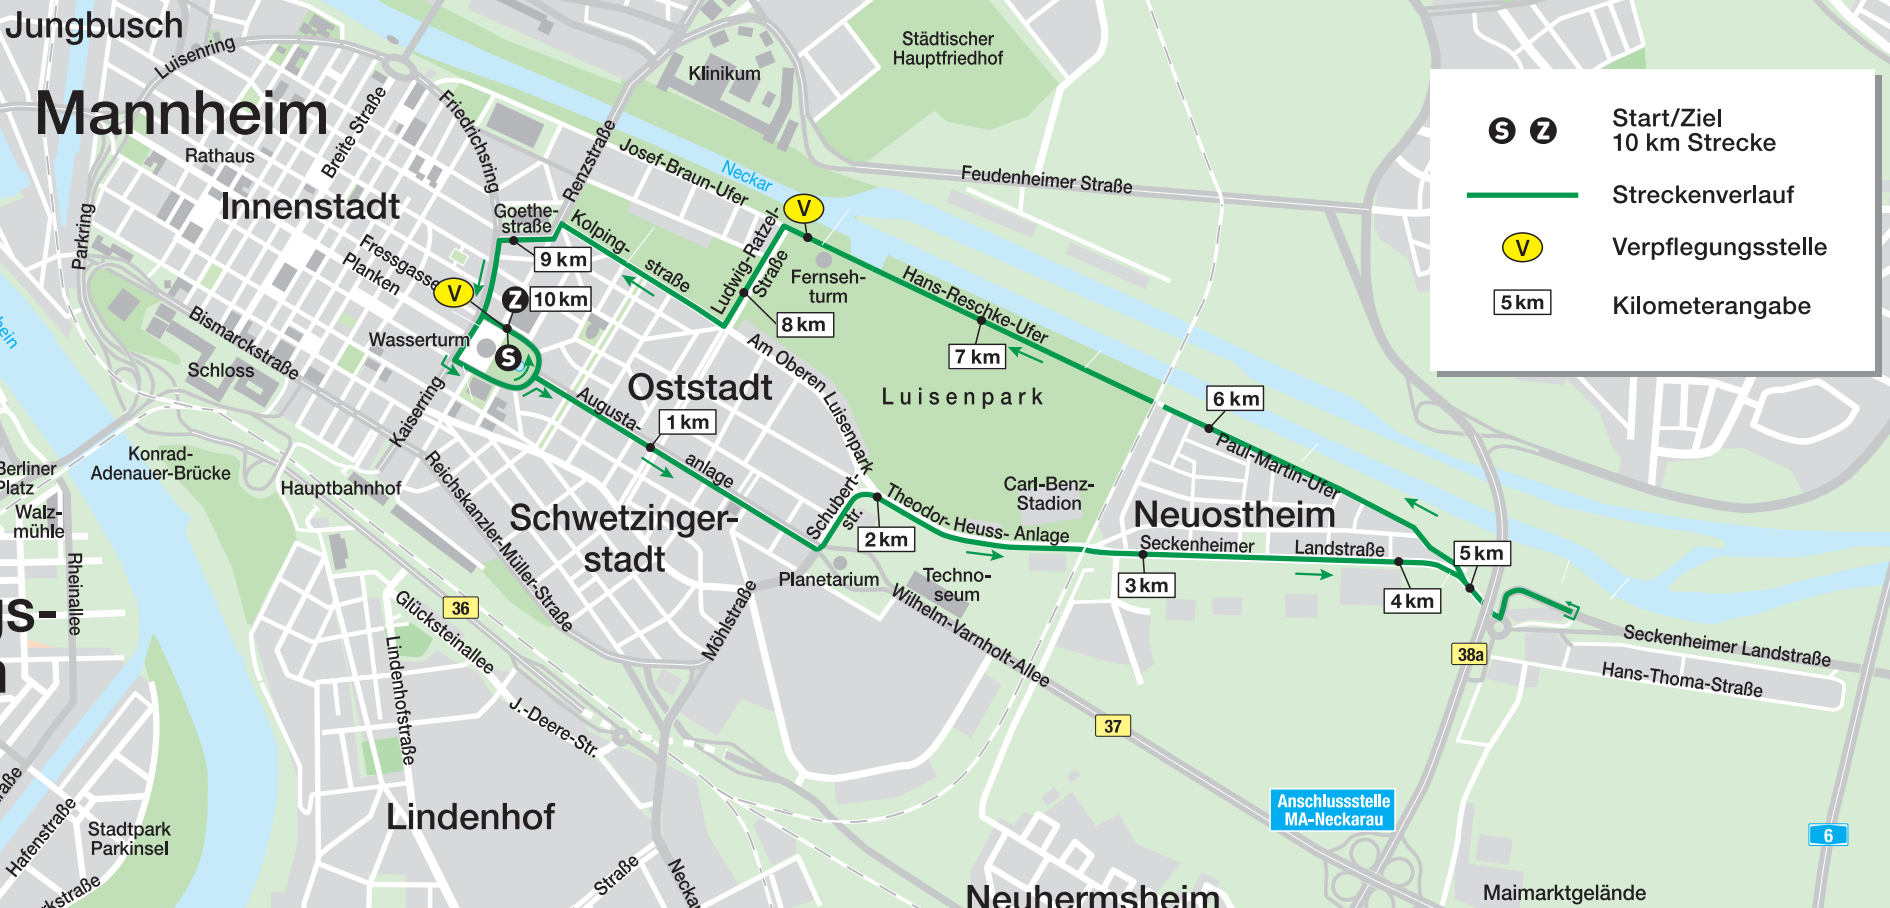 Jungbusch
Luisenring
Mannheim
Rathaus
Breite Straße
Friedrichsring
Innenstadt
Parkring
Fressgasse
Planken
Bismarckstraße
Schloss
Wasserturm
Kaiserring
Goethe-
straße
9 km
V
Z
10 km
S
Renzstraße
Kolping-
straße
Josef-Braun-Ufer
Neckar
Klinikum
Städtischer
Hauptfriedhof
Feudenheimer Straße
Ludwig-Ratzel-
Straße
V
Fernseh-
turm
8 km
Hans-Reschke-Ufer
7 km
Luisenpark
Am Oberen Luisenpark
Oststadt
Augusta-
anlage
1 km
6 km
Paul-Martin-Ufer
Carl-Benz-
Stadion
Neuostheim
Schubert-
str.
Theodor-Heuss-Anlage
2 km
Seckenheimer
Landstraße
3 km
4 km
5 km
Planetarium
Techno-
seum
Wilhelm-Varnholt-Allee
Schwetzinger-
stadt
Reichskanzler-Müller-Straße
Möhlstraße
Konrad-
Adenauer-Brücke
Hauptbahnhof
Berliner
Platz
Walz-
mühle
Rheinallee
gs-
36
Glücksteinallee
Lindenhofstraße
J.-Deere-Str.
Lindenhof
Stadtpark
Parkinsel
Hafenstraße
Straße
37
38a
Seckenheimer Landstraße
Hans-Thoma-Straße
Anschlussstelle
MA-Neckarau
6
Maimarktgelände
Neuhermsheim
S Z
Start/Ziel
10 km Strecke
Streckenverlauf
V
Verpflegungsstelle
5 km
Kilometerangabe